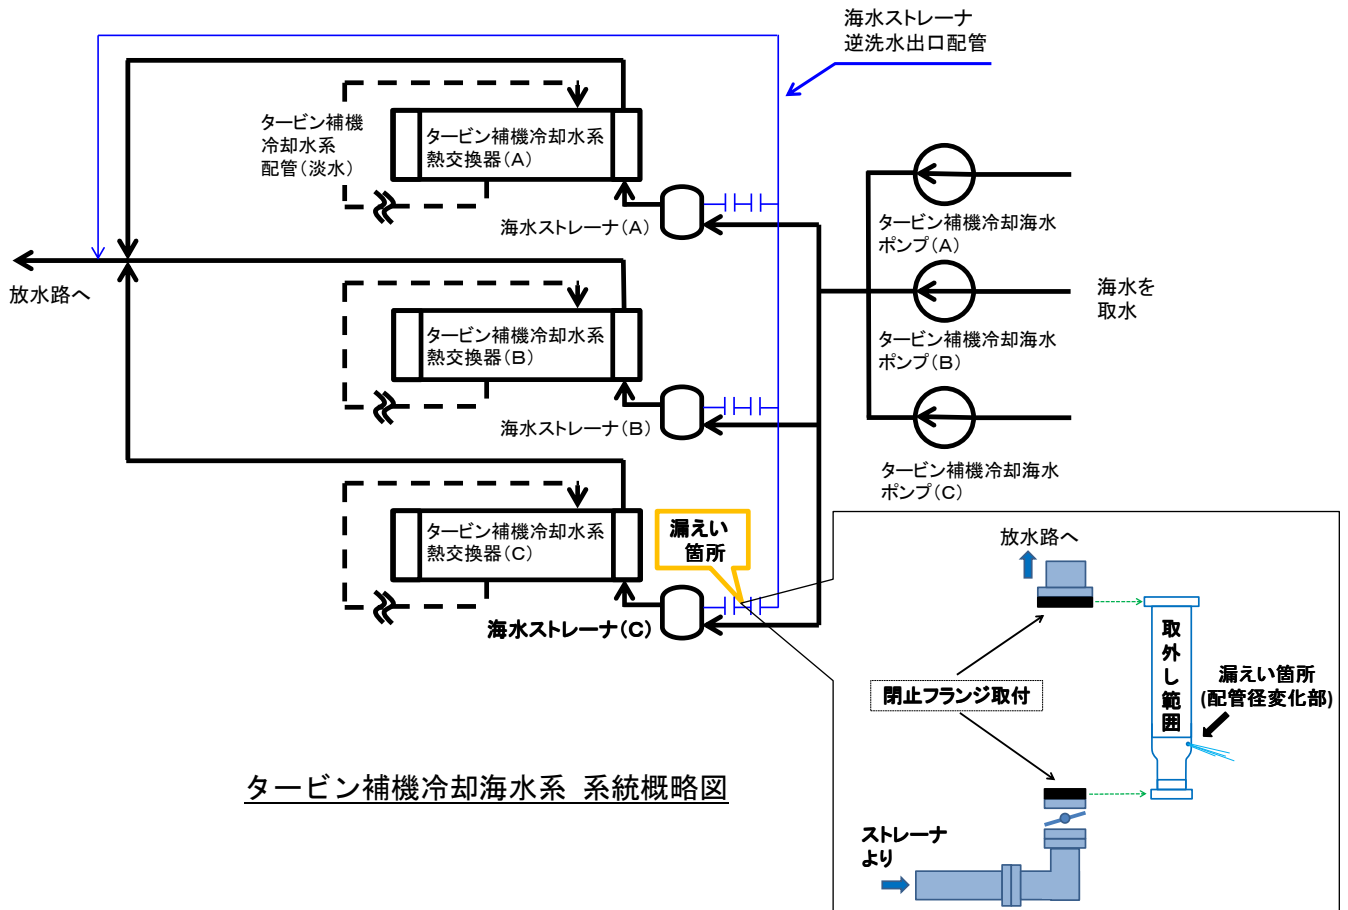 海水ストレーナ
逆洗水出口配管
タービン補機
冷却水系
配管(淡水)
タービン補機冷却水系
熱交換器(A)
海水ストレーナ(A)
タービン補機冷却海水
ポンプ(A)
放水路へ
タービン補機冷却水系
熱交換器(B)
海水ストレーナ(B)
タービン補機冷却海水
ポンプ(B)
海水を
取水
タービン補機冷却水系
熱交換器(C)
海水ストレーナ(C)
タービン補機冷却海水
ポンプ(C)
漏えい
箇所
放水路へ
取外し範囲
漏えい箇所
(配管径変化部)
閉止フランジ取付
ストレーナ
より
タービン補機冷却海水系 系統概略図